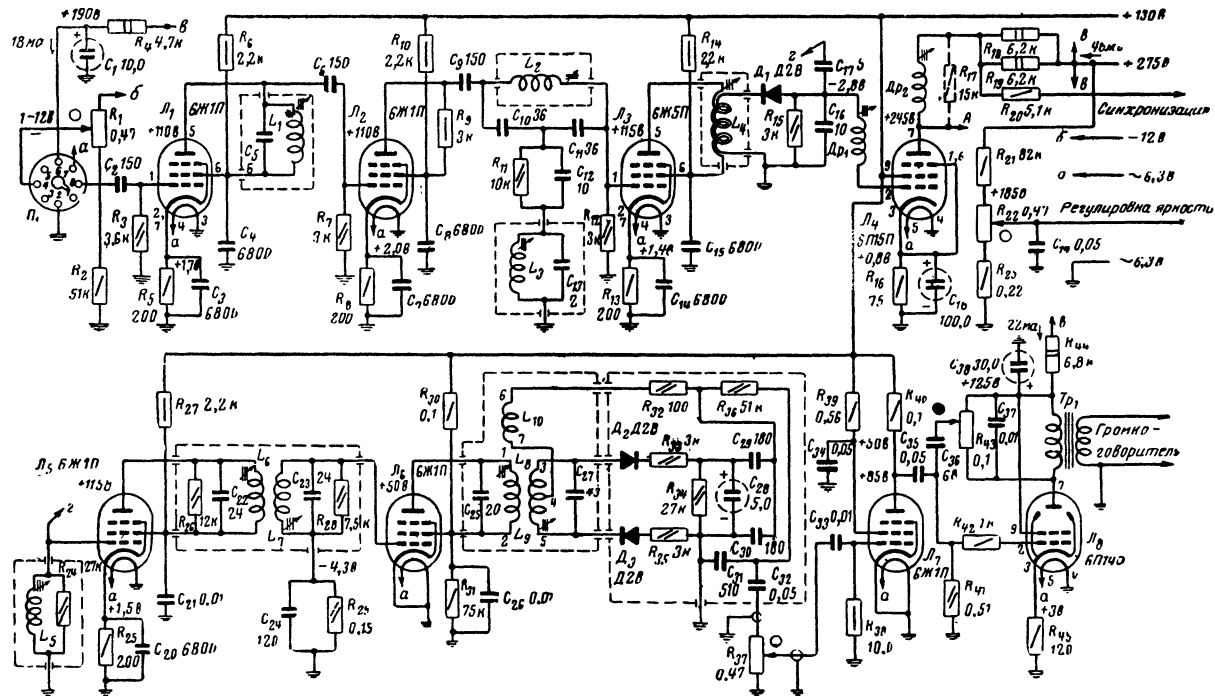 +190в
в
R4 4,7к
18ма
C1 10,0
R6
2,2к
R10
2,2к
C6 150
C9 150
L2
R14
22к
г
C17 5
-2,8в
Д1 Д2В
+130в
+275в
40ма
в
в
R18 6,2к
R19 6,2к
R20 5,1к
R17
15к
Др2
+245в
А
Синхронизация
б
-12в
а
~6,3в
Регулировка яркости
~6,3в
1-12в
R1
0,47
б
а
П1
C2 150
R3
3,6к
R2
51к
Л1
6Ж1П
+110в
+1,7в
R5
200
C3
6800
C4
6800
C5
L1
R7
3к
Л2
6Ж1П
+110в
R9
3к
+2,0в
R8
200
C7 6800
C8 6800
C10 36
C11 36
R11
10к
C12
10
L3
C13
2
R12
3к
Л3
6Ж5П
+115в
+1,4в
R13
200
C14 6800
C15 6800
L4
R15
3к
C16
10
Др1
Л4
6П15П
+0,8в
R16
75
C18
100,0
R21 82к
+185в
R22 0,47
C19 0,05
R23
0,22
R27 2,2к
Л5 6Ж1П
+115в
г
R24
27к
L5
а
+1,5в
R25
200
C20 6800
C21 0,01
R26
12к
C22
24
L6
L7
C23
24
R28
7,5к
-4,3в
C24
120
R29
0,15
R30
0,1
Л6
6Ж1П
+50в
R31
75к
C26 0,01
C25
20
L10
L8
L9
C27
43
R32 100
R36 51к
Д2 Д2В
R33 3к
C29 180
R34
27к
C28
5,0
Д3
Д2В
R35 3к
C30
180
C31
510
C32
0,05
R37
0,47
C33 0,01
R38
10,0
R39
0,56
C34
0,05
+50в
R40
0,1
+85в
C35
0,05
Л7
6Ж1П
C36
68
R43
0,1
C37
0,01
C38 30,0
+125в
22ма
в
R44
6,8к
Тр1
Громко-
говоритель
R42 1к
R41
0,51
Л8
6П14П
+3в
R45
120